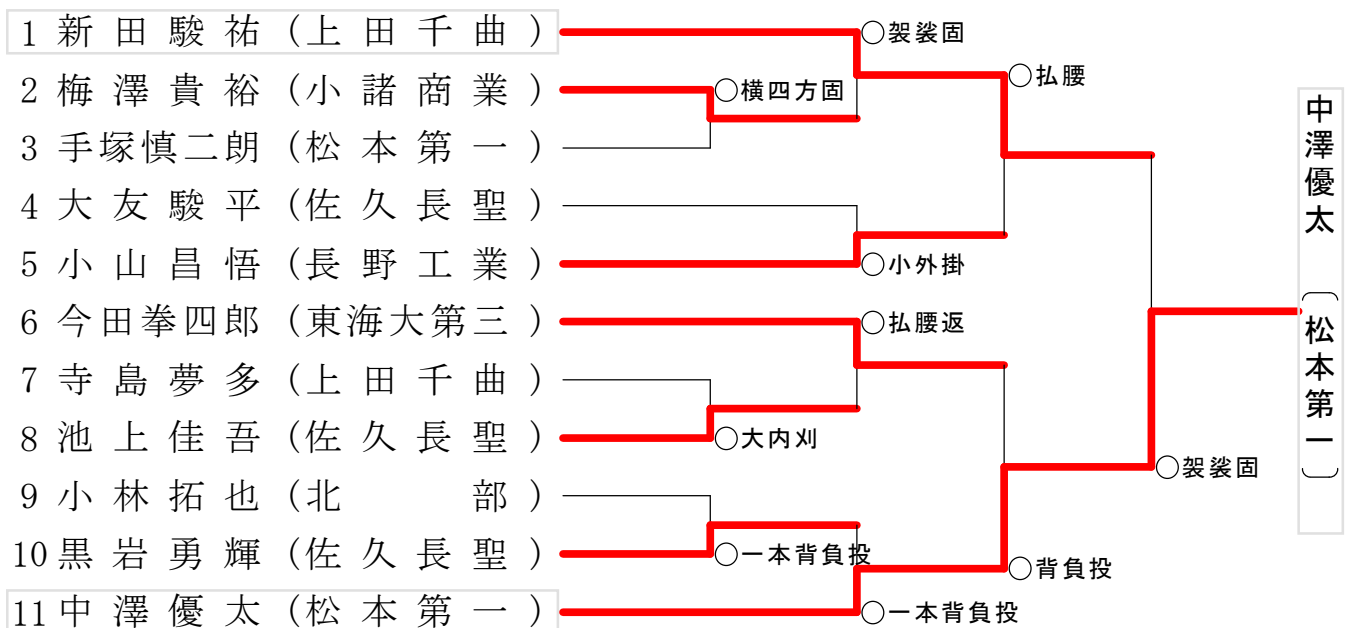 1 新田駿祐(上田千曲)
○袈裟固
○払腰
2 梅澤貴裕(小諸商業)
○横四方固
3 手塚慎二朗(松本第一)
4 大友駿平(佐久長聖)
5 小山昌悟(長野工業)
○小外掛
6 今田拳四郎(東海大第三)
○払腰返
7 寺島夢多(上田千曲)
8 池上佳吾(佐久長聖)
○大内刈
○袈裟固
9 小林拓也(北部)
10 黒岩勇輝(佐久長聖)
○一本背負投
○背負投
11 中澤優太(松本第一)
○一本背負投
中澤優太(松本第一)